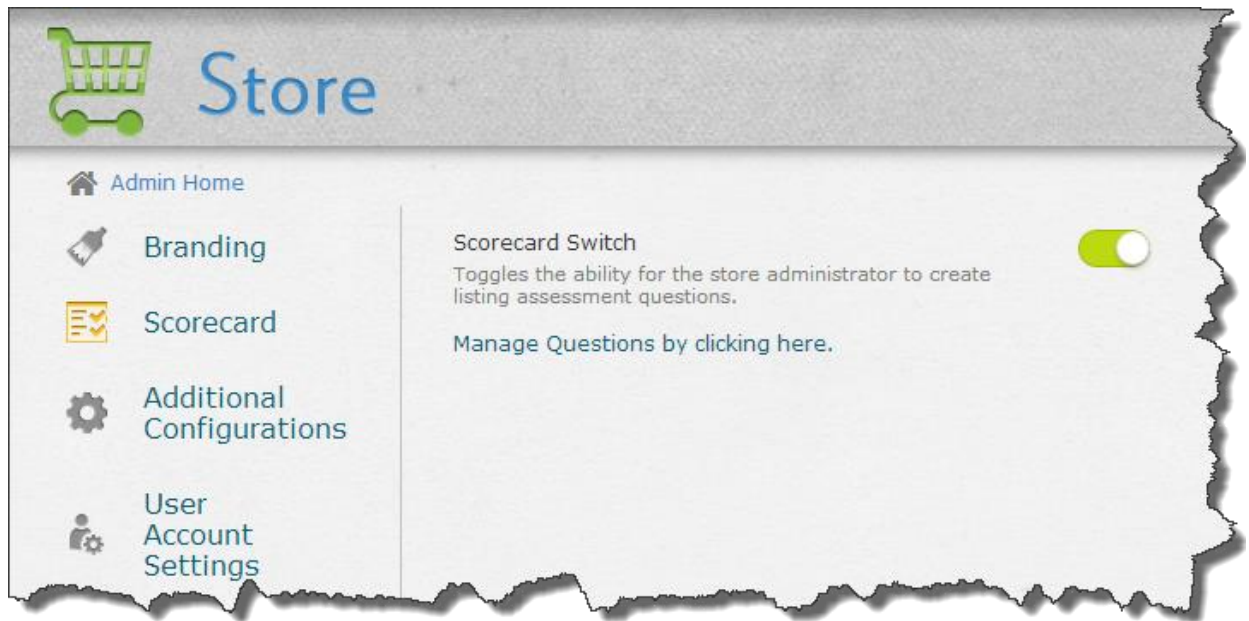 Store
Admin Home
Branding
Scorecard
Additional
Configurations
User
Account
Settings
Scorecard Switch
Toggles the ability for the store administrator to create
listing assessment questions.
Manage Questions by clicking here.